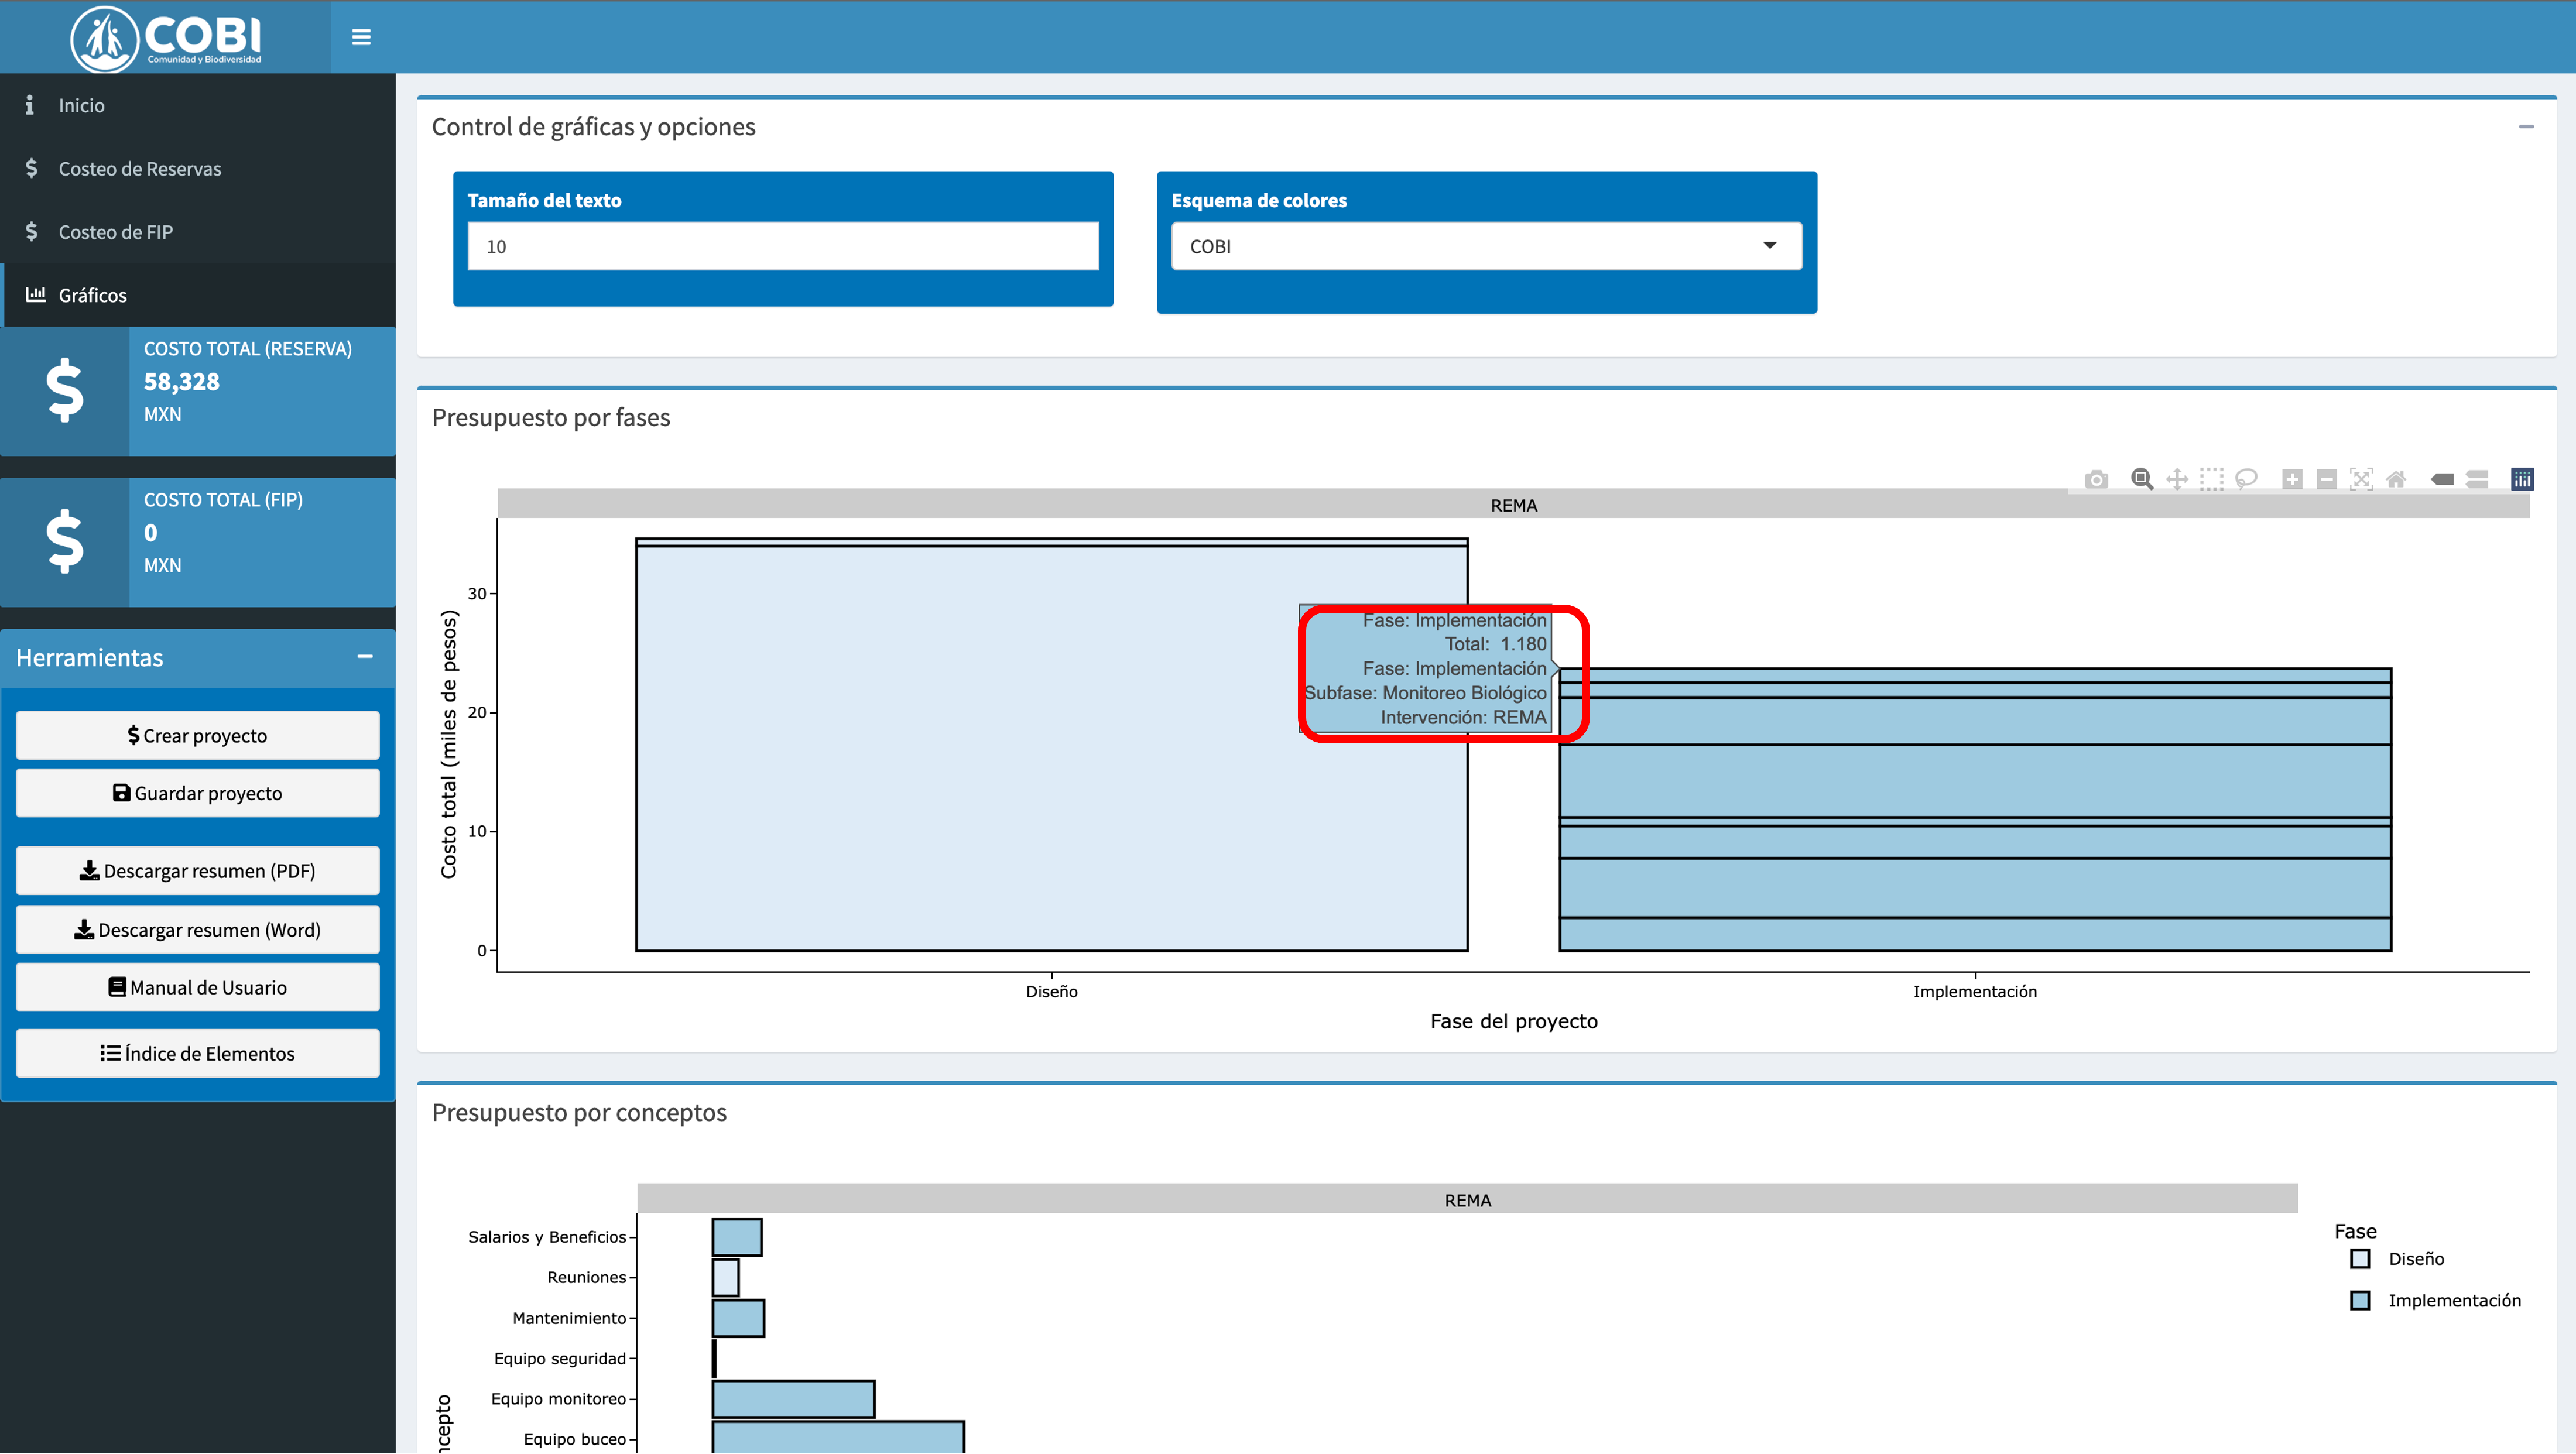 COBI
Comunidad y Biodiversidad
Inicio
Costeo de Reservas
Costeo de FIP
Gráficos
COSTO TOTAL (RESERVA)
58,328
MXN
COSTO TOTAL (FIP)
0
MXN
Herramientas
Crear proyecto
Guardar proyecto
Descargar resumen (PDF)
Descargar resumen (Word)
Manual de Usuario
Índice de Elementos
Control de gráficas y opciones
Tamaño del texto
10
Esquema de colores
COBI
Presupuesto por fases
REMA
Costo total (miles de pesos)
30
20
10
0
Fase: Implementación
Total: 1.180
Fase: Implementación
Subfase: Monitoreo Biológico
Intervención: REMA
Diseño
Implementación
Fase del proyecto
Presupuesto por conceptos
REMA
Salarios y Beneficios
Reuniones
Mantenimiento
Equipo seguridad
Equipo monitoreo
Equipo buceo
ncepto
Fase
Diseño
Implementación